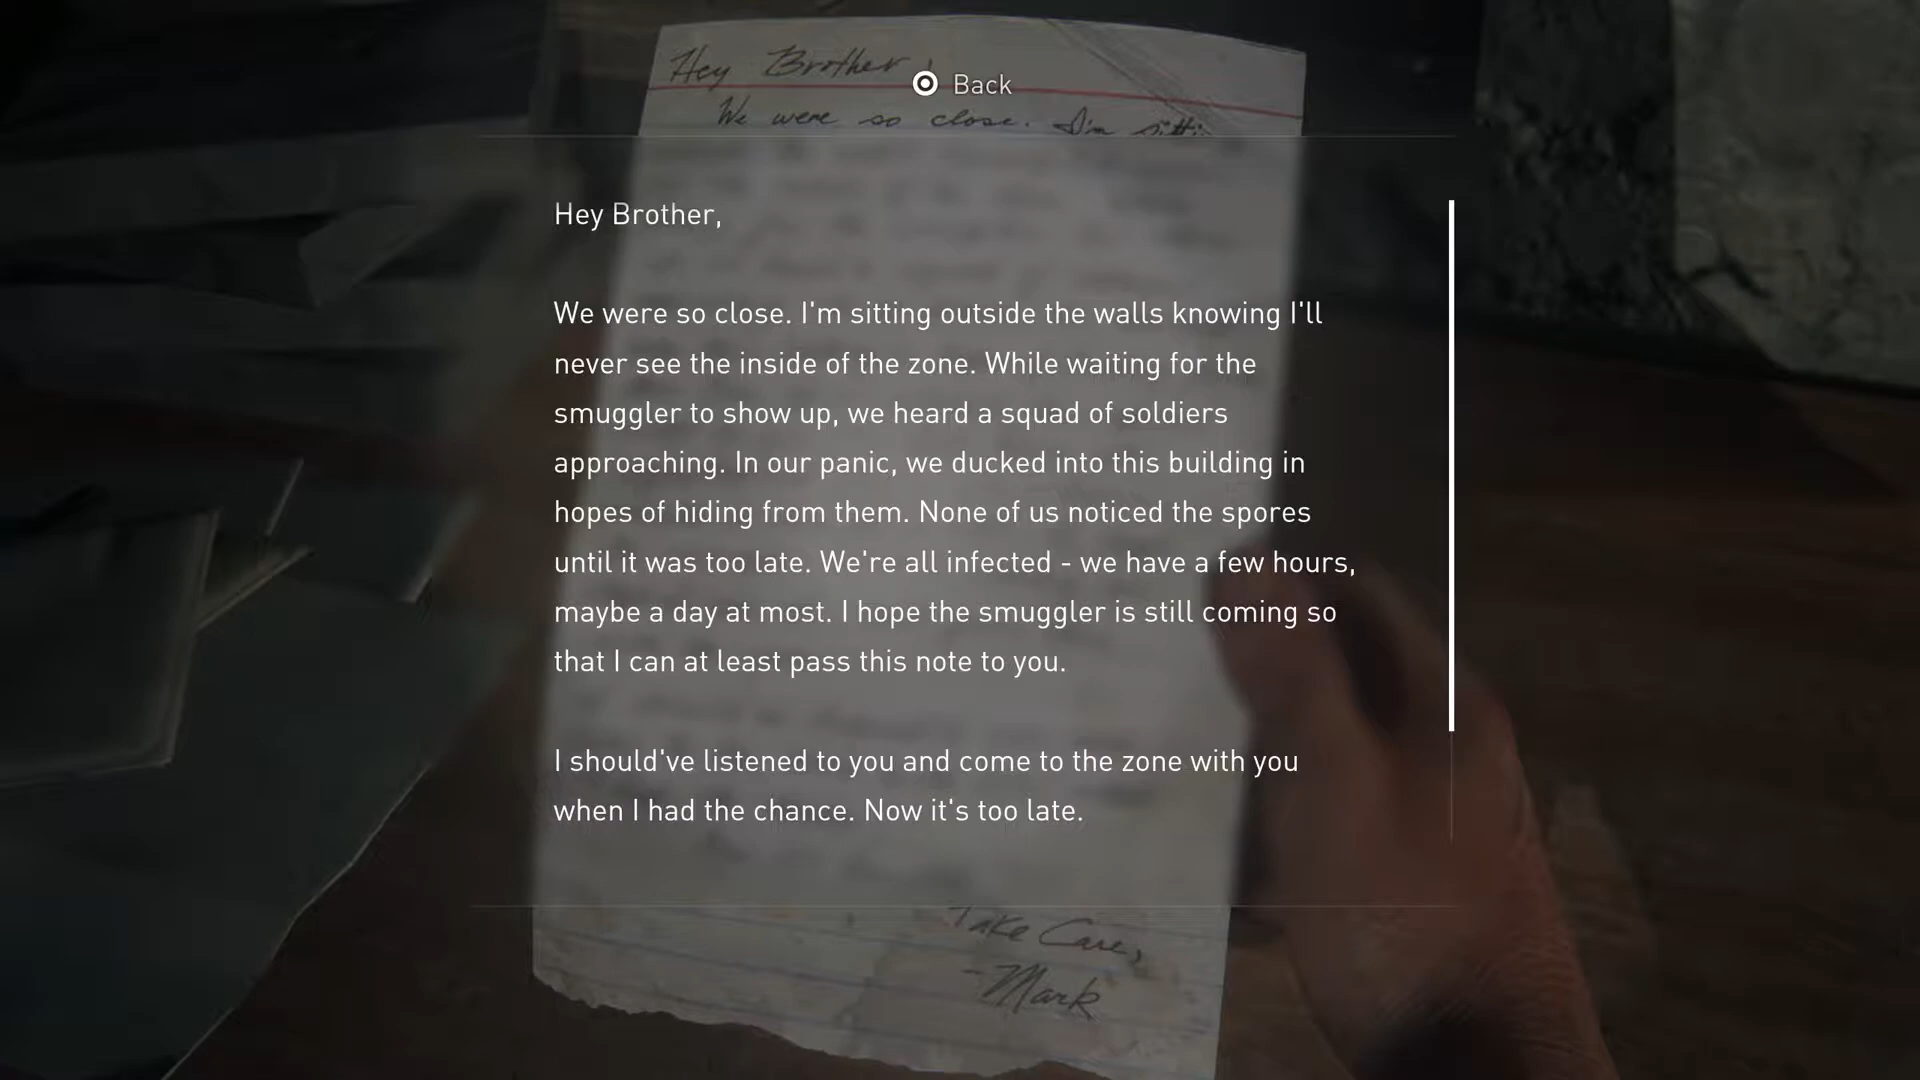 Hey Brother,
Back
We were so close. I'm sitti
Hey Brother,
We were so close. I'm sitting outside the walls knowing I'll
never see the inside of the zone. While waiting for the
smuggler to show up, we heard a squad of soldiers
approaching. In our panic, we ducked into this building in
hopes of hiding from them. None of us noticed the spores
until it was too late. We're all infected - we have a few hours,
maybe a day at most. I hope the smuggler is still coming so
that I can at least pass this note to you.
I should've listened to you and come to the zone with you
when I had the chance. Now it's too late.
Take Care,
-Mark